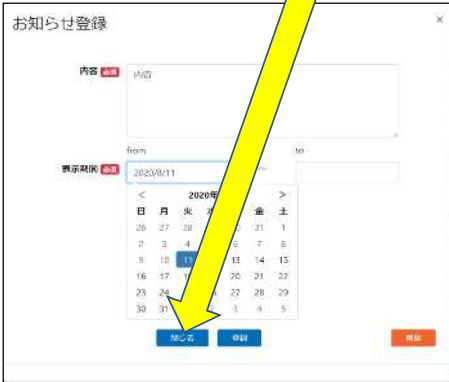 お知らせ登録
×
内容 必須
内容
from
to
表示期間 必須
2020/8/11
< 2020年 >
日 月 火 金 土
26 27 28 31 1
2 3 4 6 7 8
9 10 11 13 14 15
16 17 20 21 22
23 24 27 28 29
30 31 2 3 4 5
閉じる 登録 削除